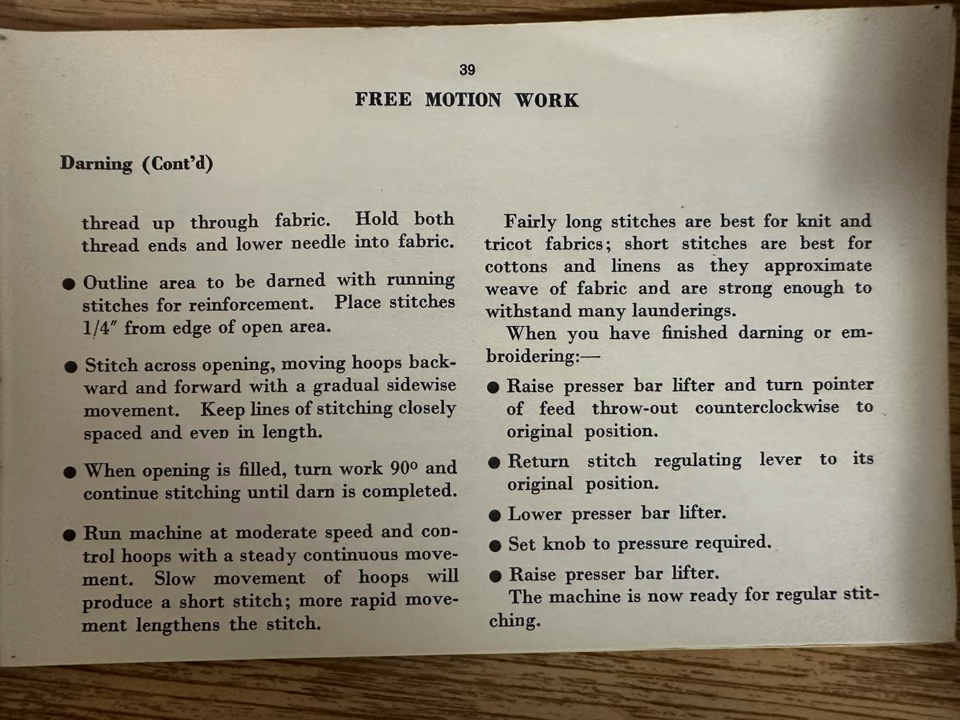 39
FREE MOTION WORK
Darning (Cont'd)
thread up through fabric. Hold both
thread ends and lower needle into fabric.
● Outline area to be darned with running
stitches for reinforcement. Place stitches
1/4″ from edge of open area.
● Stitch across opening, moving hoops back-
ward and forward with a gradual sidewise
movement. Keep lines of stitching closely
spaced and even in length.
● When opening is filled, turn work 90º and
continue stitching until darn is completed.
● Run machine at moderate speed and con-
trol hoops with a steady continuous move-
ment. Slow movement of hoops will
produce a short stitch; more rapid move-
ment lengthens the stitch.
Fairly long stitches are best for knit and
tricot fabrics; short stitches are best for
cottons and linens as they approximate
weave of fabric and are strong enough to
withstand many launderings.
When you have finished darning or em-
broidering:—
● Raise presser bar lifter and turn pointer
of feed throw-out counterclockwise to
original position.
● Return stitch regulating lever to its
original position.
● Lower presser bar lifter.
● Set knob to pressure required.
● Raise presser bar lifter.
The machine is now ready for regular stit-
ching.